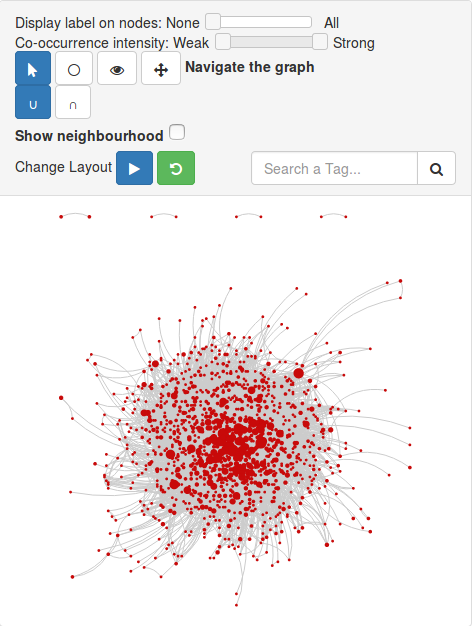 Display label on nodes: None All
Co-occurrence intensity: Weak Strong
Navigate the graph
∪ ∩
Show neighbourhood
Change Layout
Search a Tag...